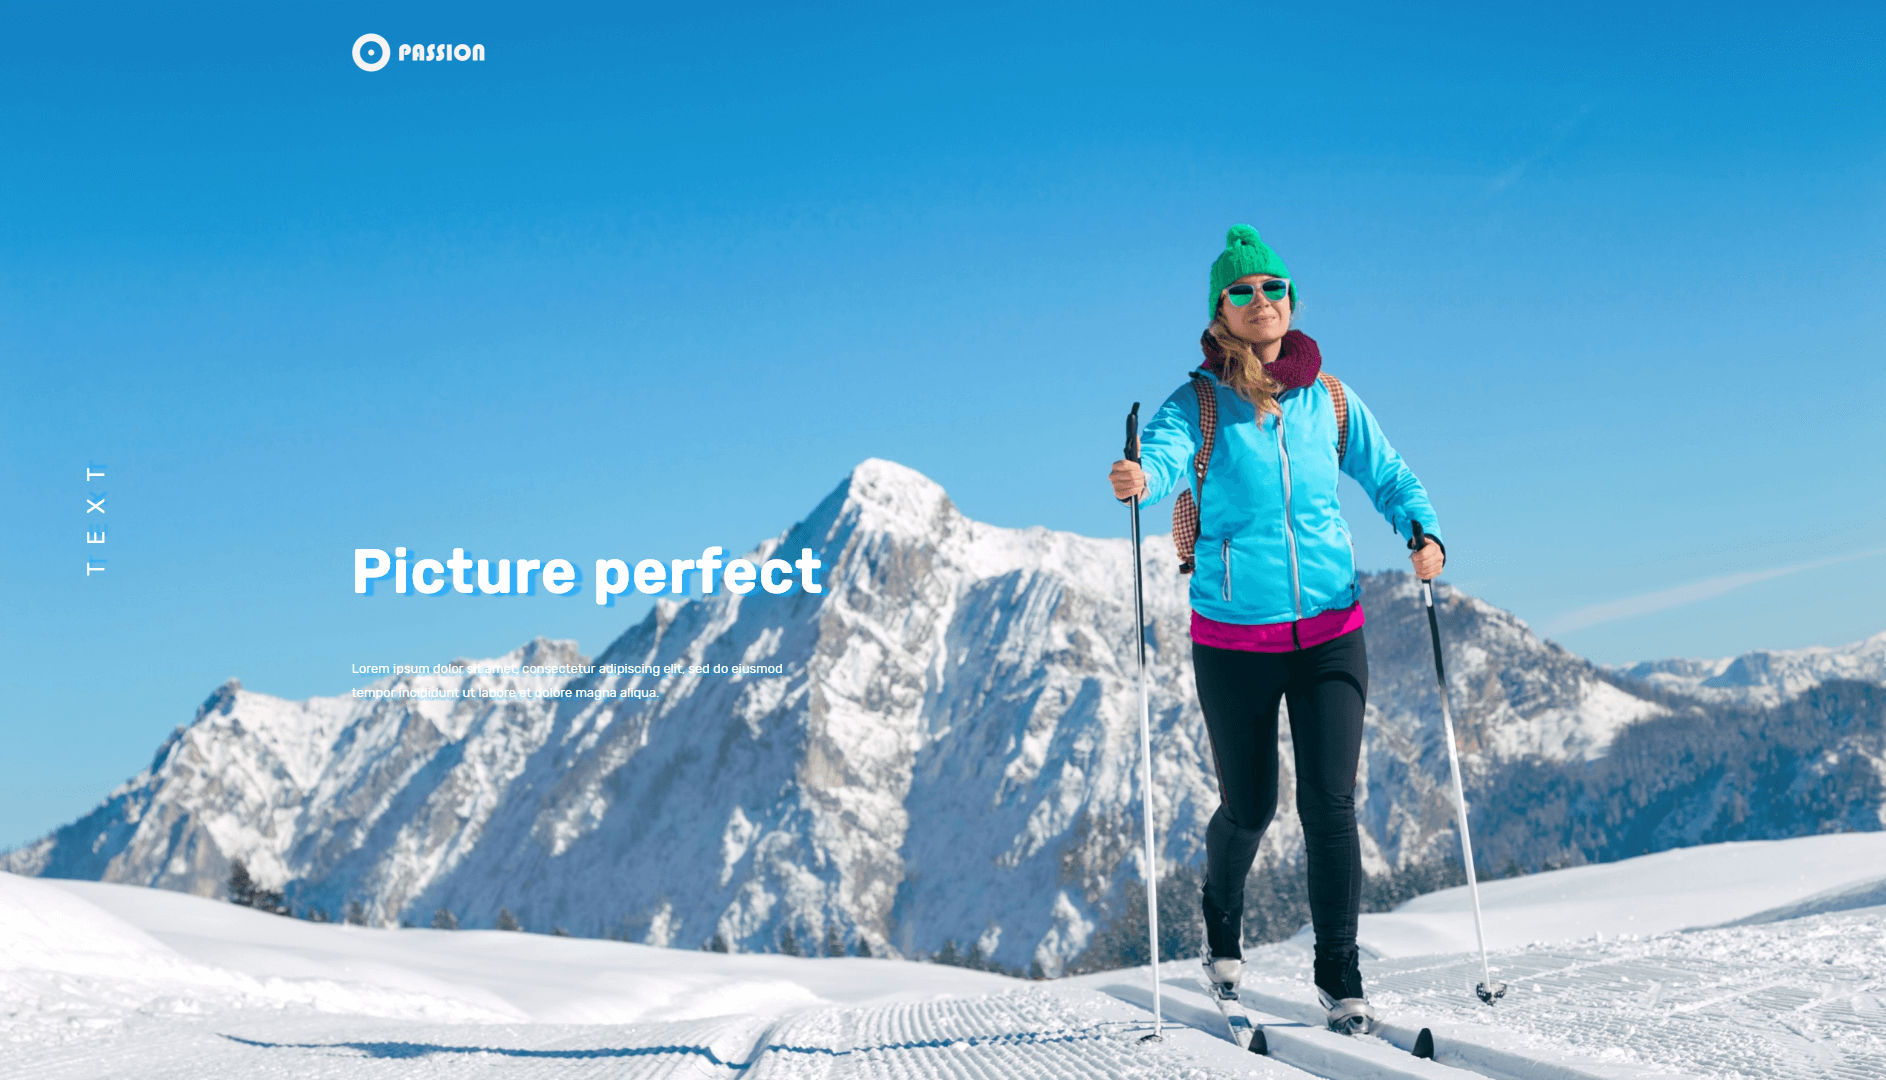 PASSION
TEXT
Picture perfect
Lorem ipsum dolor sit amet, consectetur adipiscing elit, sed do eiusmod
tempor incididunt ut labore et dolore magna aliqua.